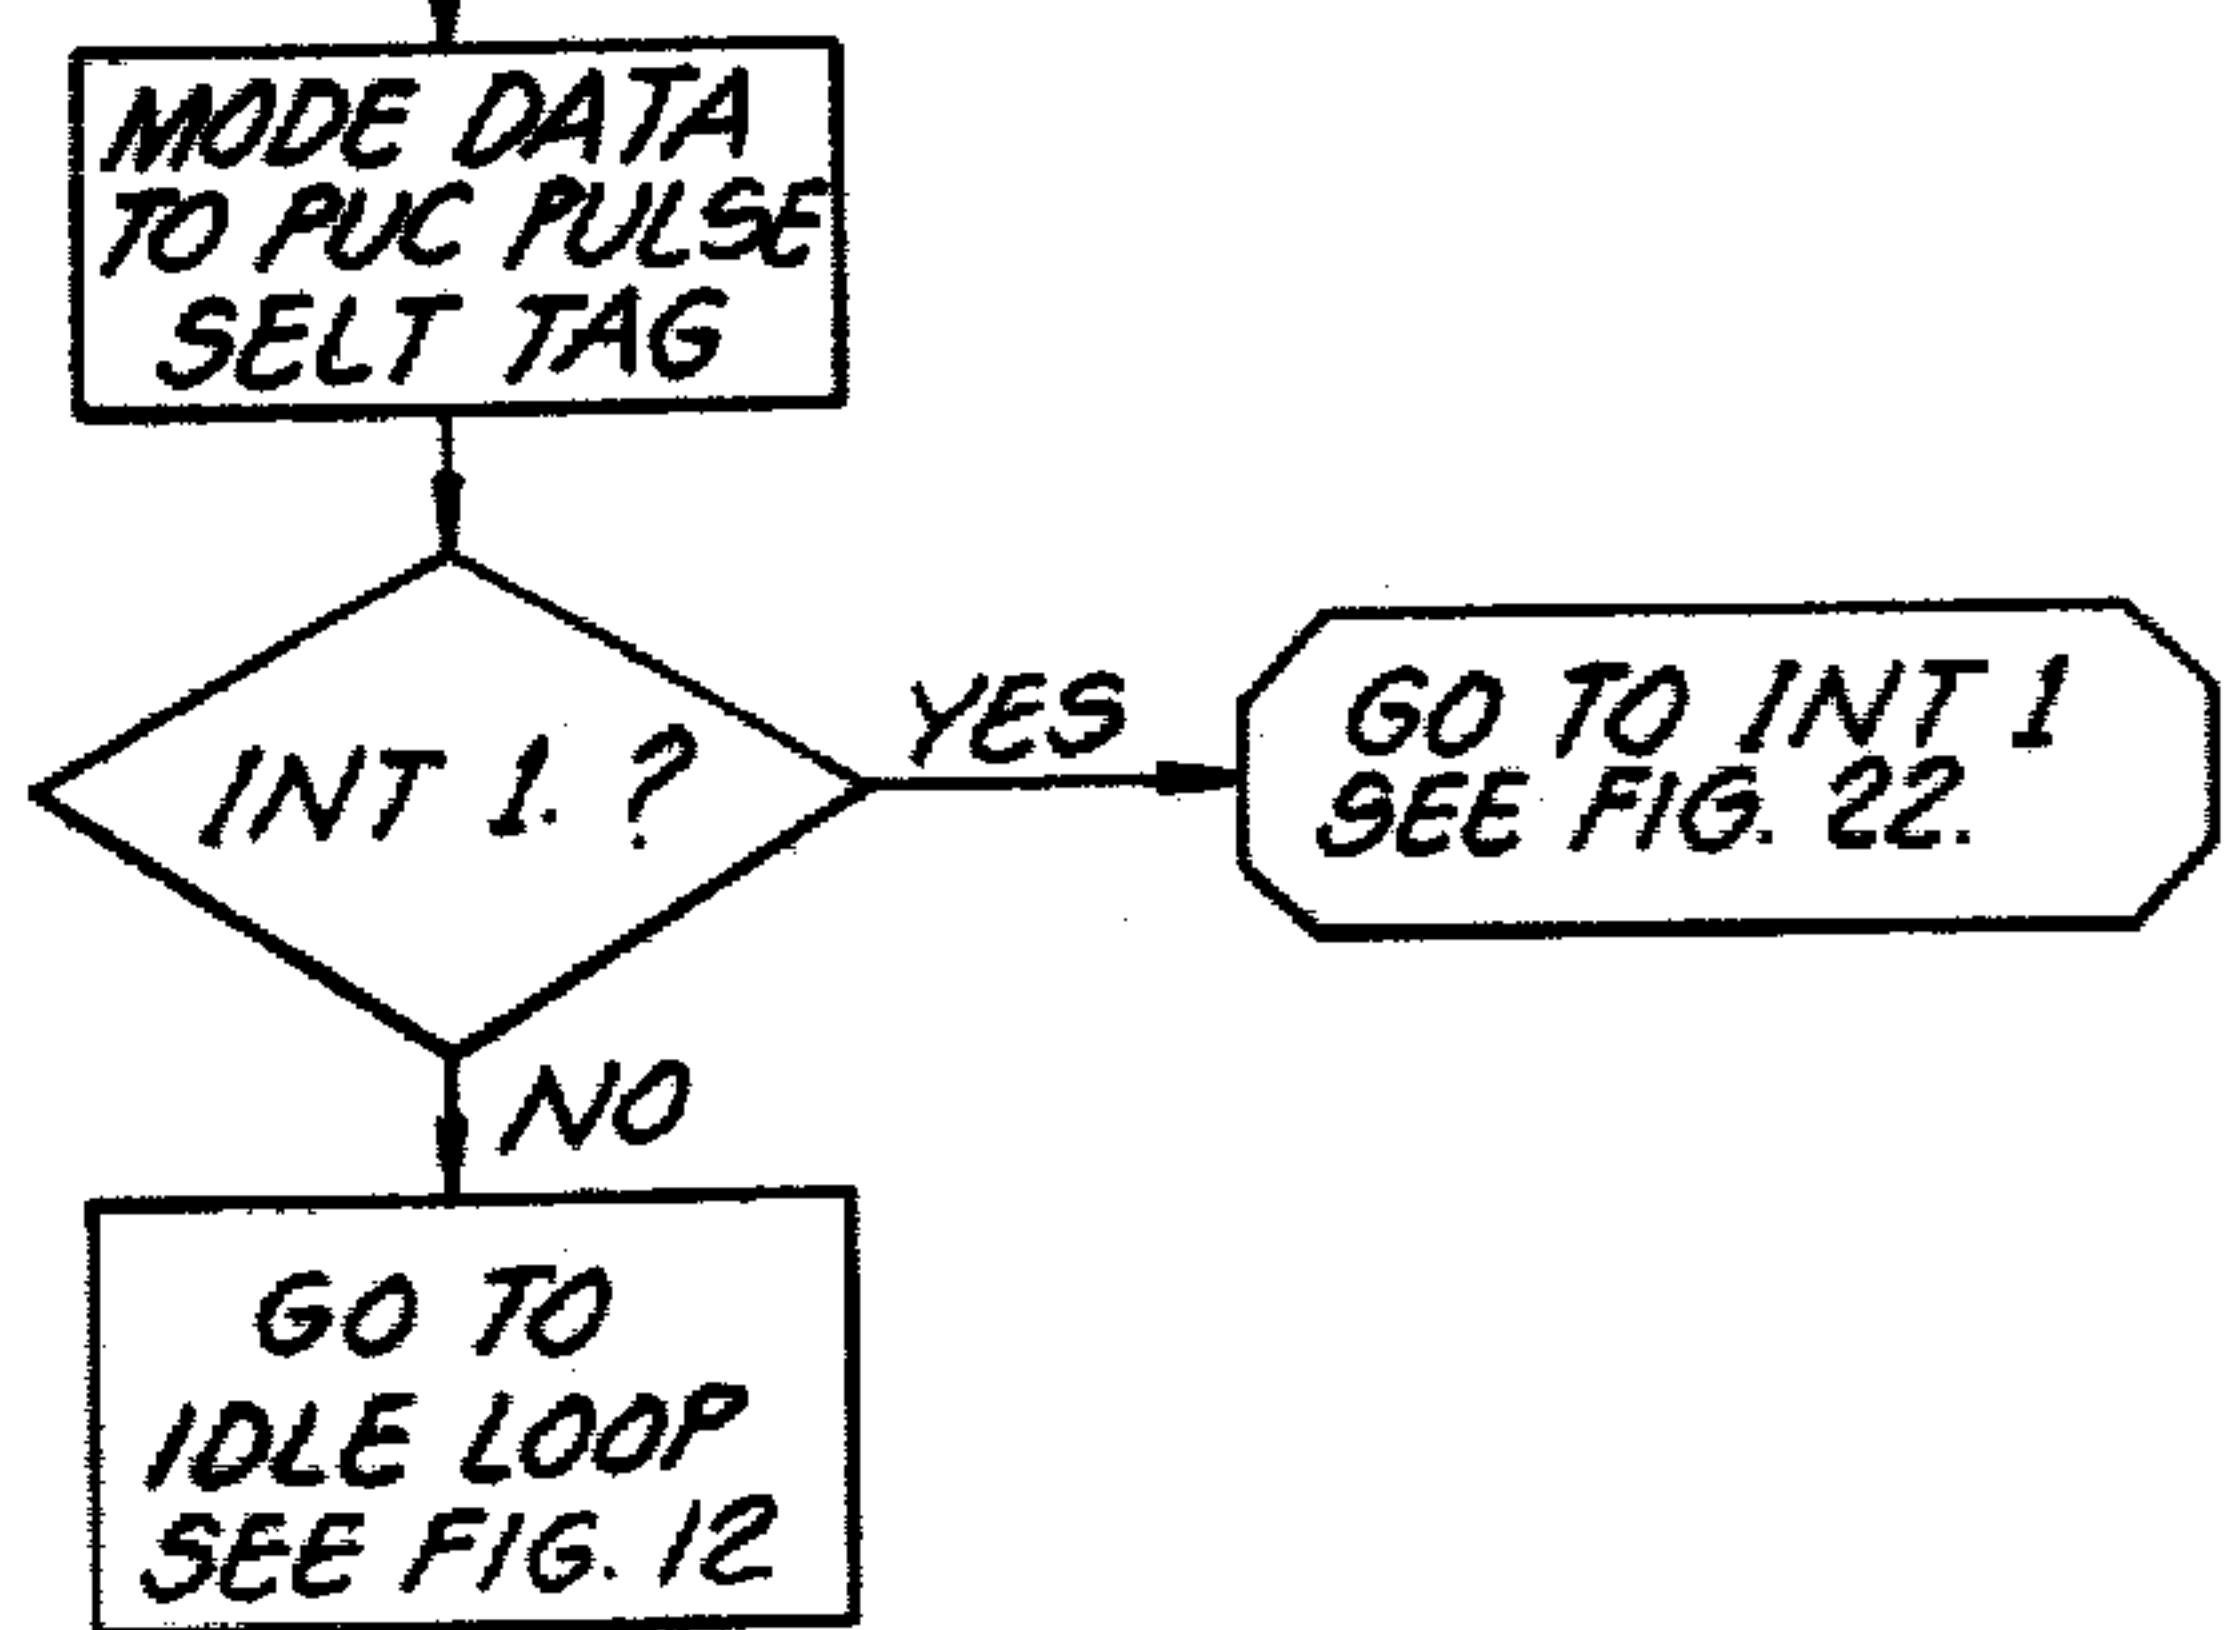 MODE DATA
TO PUC PULSE
SELT TAG
INT 1. ?
YES
GO TO INT 1
SEE FIG. 22.
NO
GO TO
IDLE LOOP
SEE FIG. 12